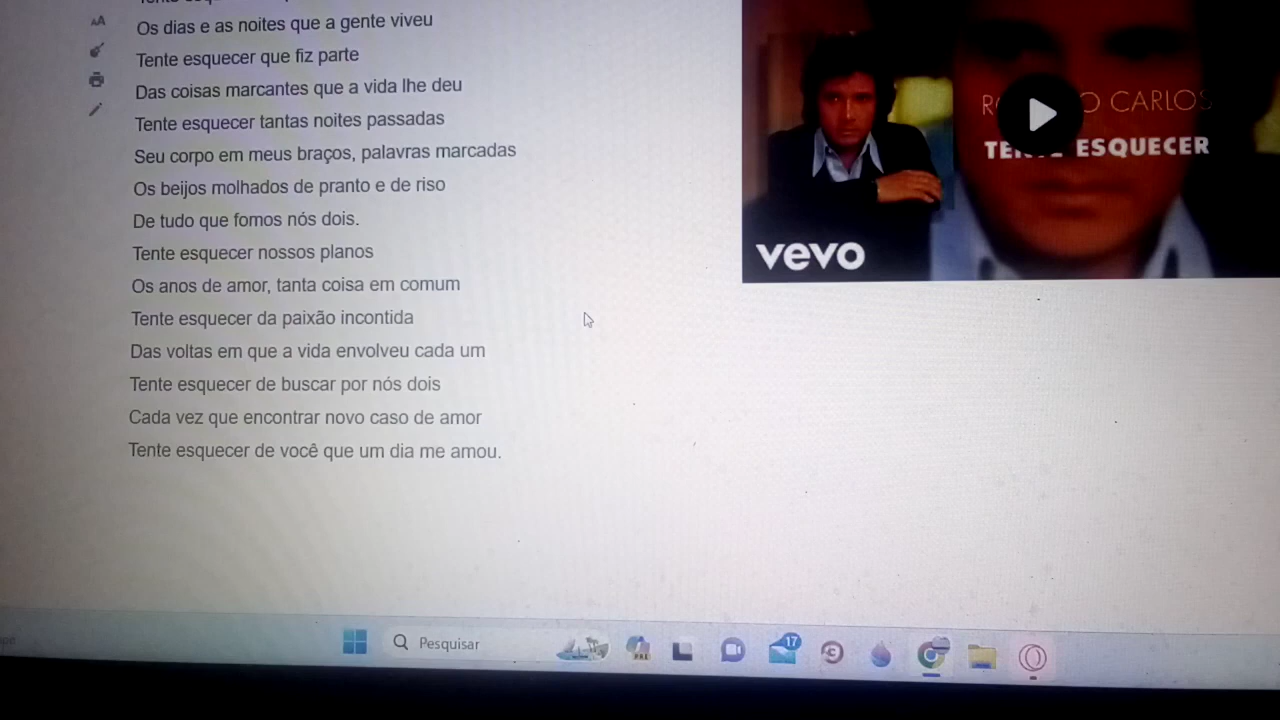 Os dias e as noites que a gente viveu
Tente esquecer que fiz parte
Das coisas marcantes que a vida lhe deu
Tente esquecer tantas noites passadas
Seu corpo em meus braços, palavras marcadas
Os beijos molhados de pranto e de riso
De tudo que fomos nós dois.
Tente esquecer nossos planos
Os anos de amor, tanta coisa em comum
Tente esquecer da paixão incontida
Das voltas em que a vida envolveu cada um
Tente esquecer de buscar por nós dois
Cada vez que encontrar novo caso de amor
Tente esquecer de você que um dia me amou.
AA
CARLOS
ESQUECER
vevo
Pesquisar
PRE
17